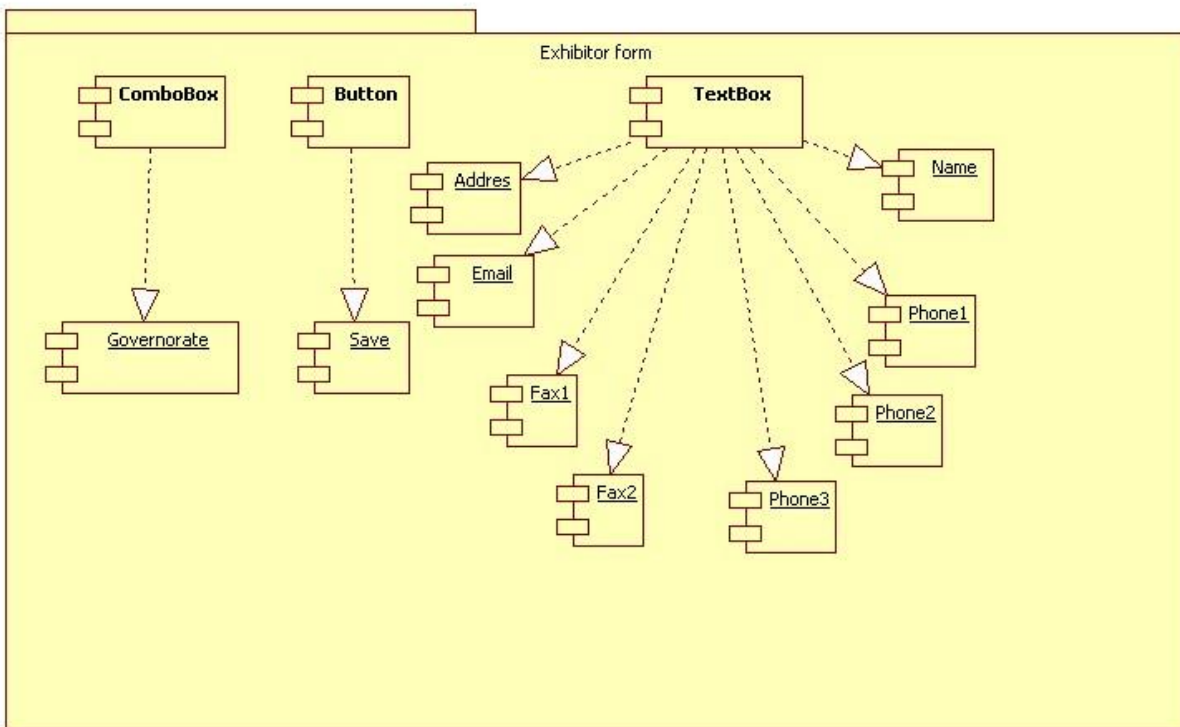 Exhibitor form
ComboBox
Button
TextBox
Addres
Name
Email
Phone1
Governorate
Save
Fax1
Phone2
Fax2
Phone3